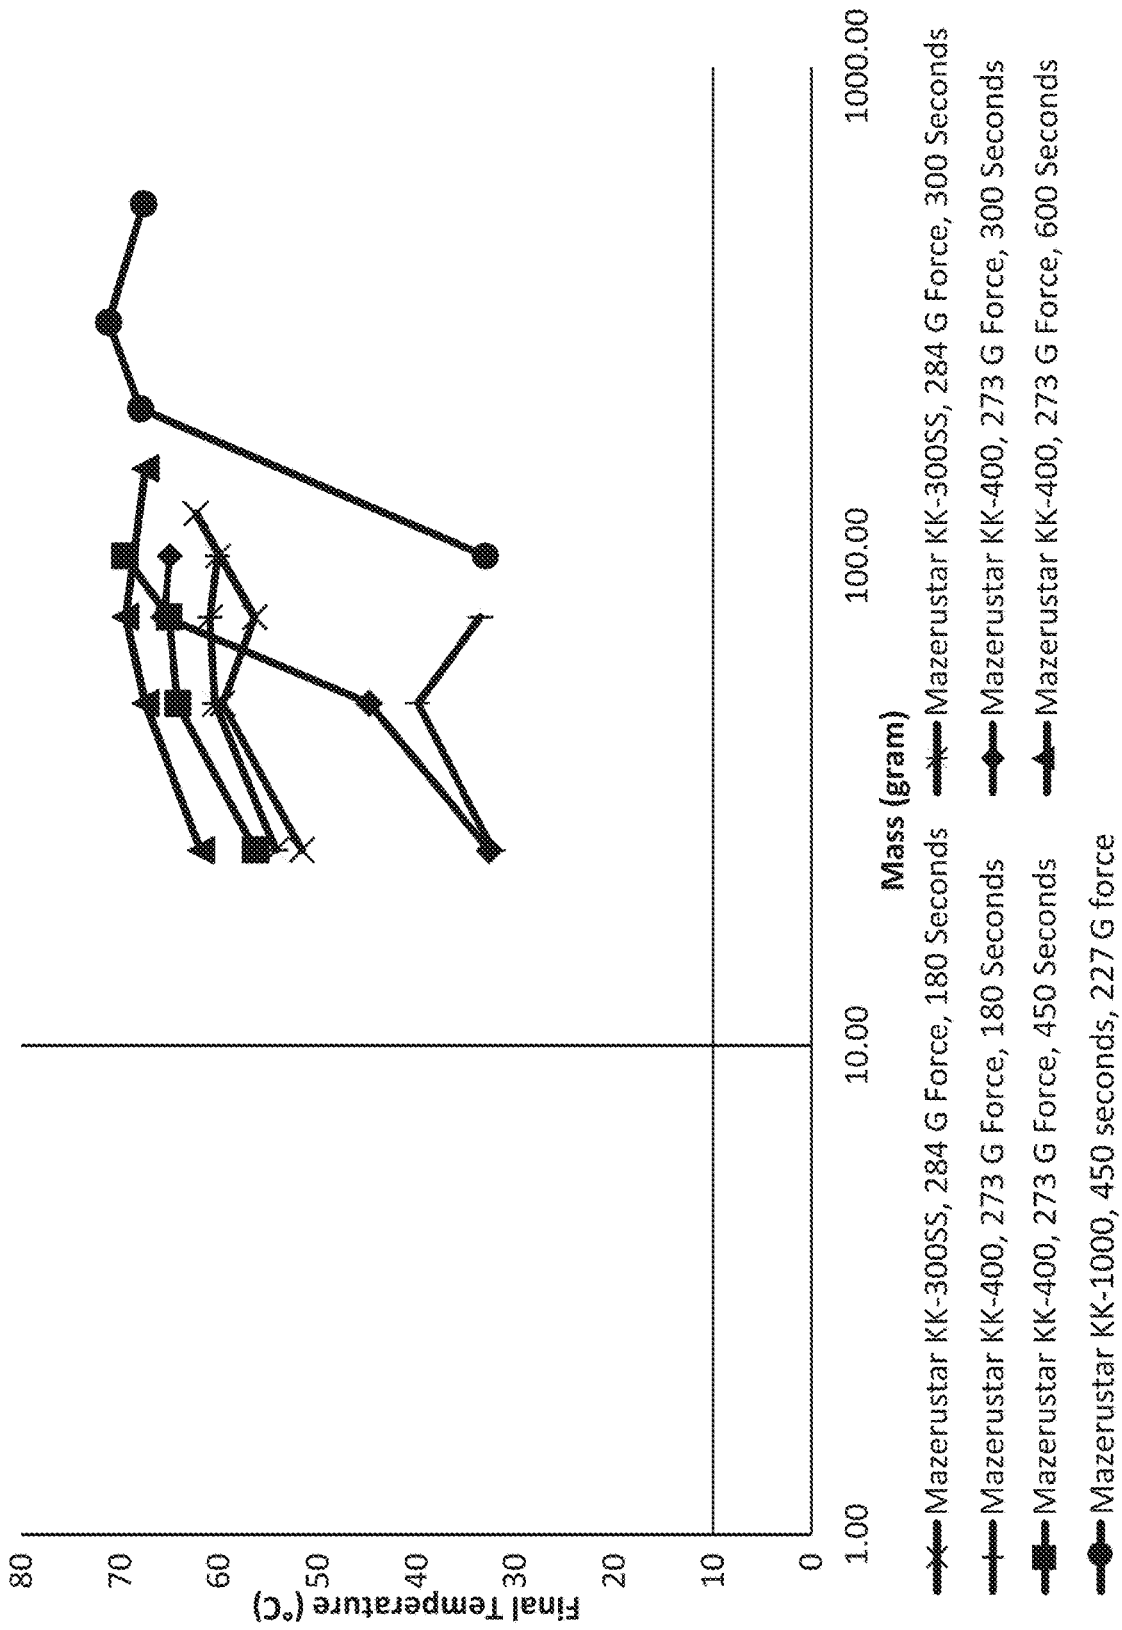 80
70
60
50
40
30
20
10
0
Final Temperature (°C)
1.00
10.00
100.00
1000.00
Mass (gram)
Mazerustar KK-300SS, 284 G Force, 180 Seconds
Mazerustar KK-300SS, 284 G Force, 300 Seconds
Mazerustar KK-400, 273 G Force, 180 Seconds
Mazerustar KK-400, 273 G Force, 300 Seconds
Mazerustar KK-400, 273 G Force, 450 Seconds
Mazerustar KK-400, 273 G Force, 600 Seconds
Mazerustar KK-1000, 450 seconds, 227 G force